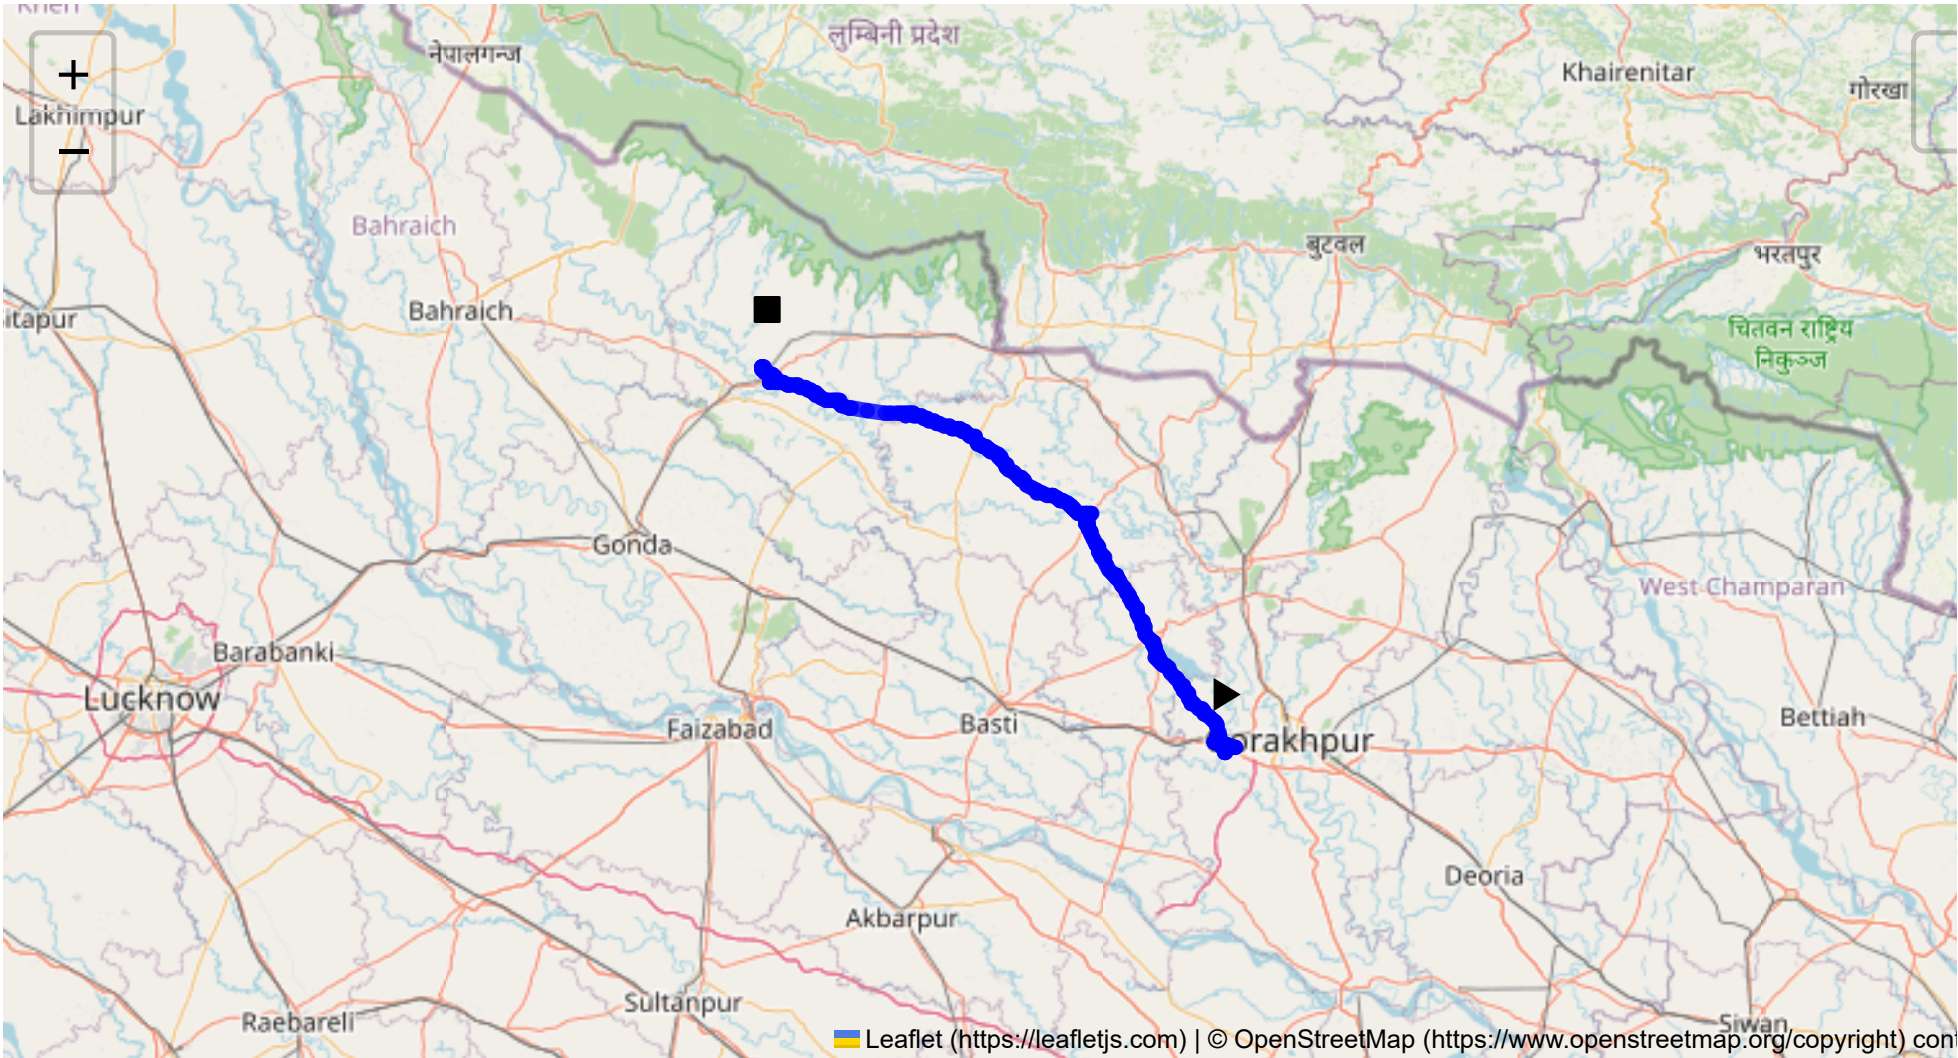 Kheri
नेपालगन्ज
लुम्बिनी प्रदेश
Khairenitar
गोरखा
+
Lakhimpur
−
Bahraich
बुटवल
भरतपुर
Bahraich
itapur
चितवन राष्ट्रिय
निकुञ्ज
Gonda
West Champaran
Barabanki
Lucknow
Faizabad
Basti
orakhpur
Bettiah
Deoria
Akbarpur
Sultanpur
Raebareli
Siwan
Leaflet (https://leafletjs.com) | © OpenStreetMap (https://www.openstreetmap.org/copyright) con